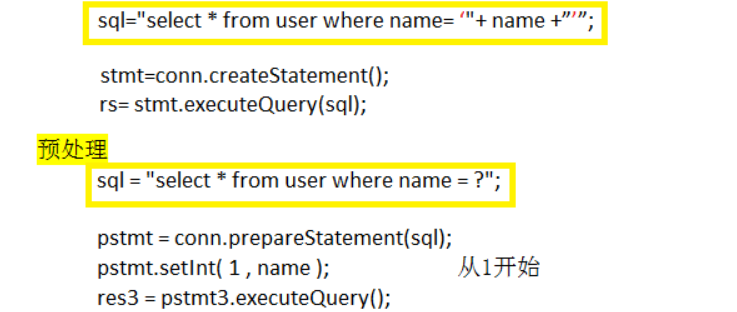 sql="select * from user where name= ‘"+ name +”’”;
stmt=conn.createStatement();
rs= stmt.executeQuery(sql);
预处理
sql = "select * from user where name = ?";
pstmt = conn.prepareStatement(sql);
pstmt.setInt( 1 , name ); 从1开始
res3 = pstmt3.executeQuery();